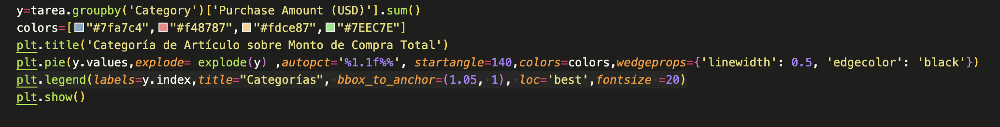 y=tarea.groupby('Category')['Purchase Amount (USD)'].sum()
colors=["#7fa7c4","#f48787","#fdce87","#7EEC7E"]
plt.title('Categoría de Artículo sobre Monto de Compra Total')
plt.pie(y.values,explode= explode(y) ,autopct='%1.1f%%', startangle=140,colors=colors,wedgeprops={'linewidth': 0.5, 'edgecolor': 'black'})
plt.legend(labels=y.index,title="Categorías", bbox_to_anchor=(1.05, 1), loc='best',fontsize =20)
plt.show()